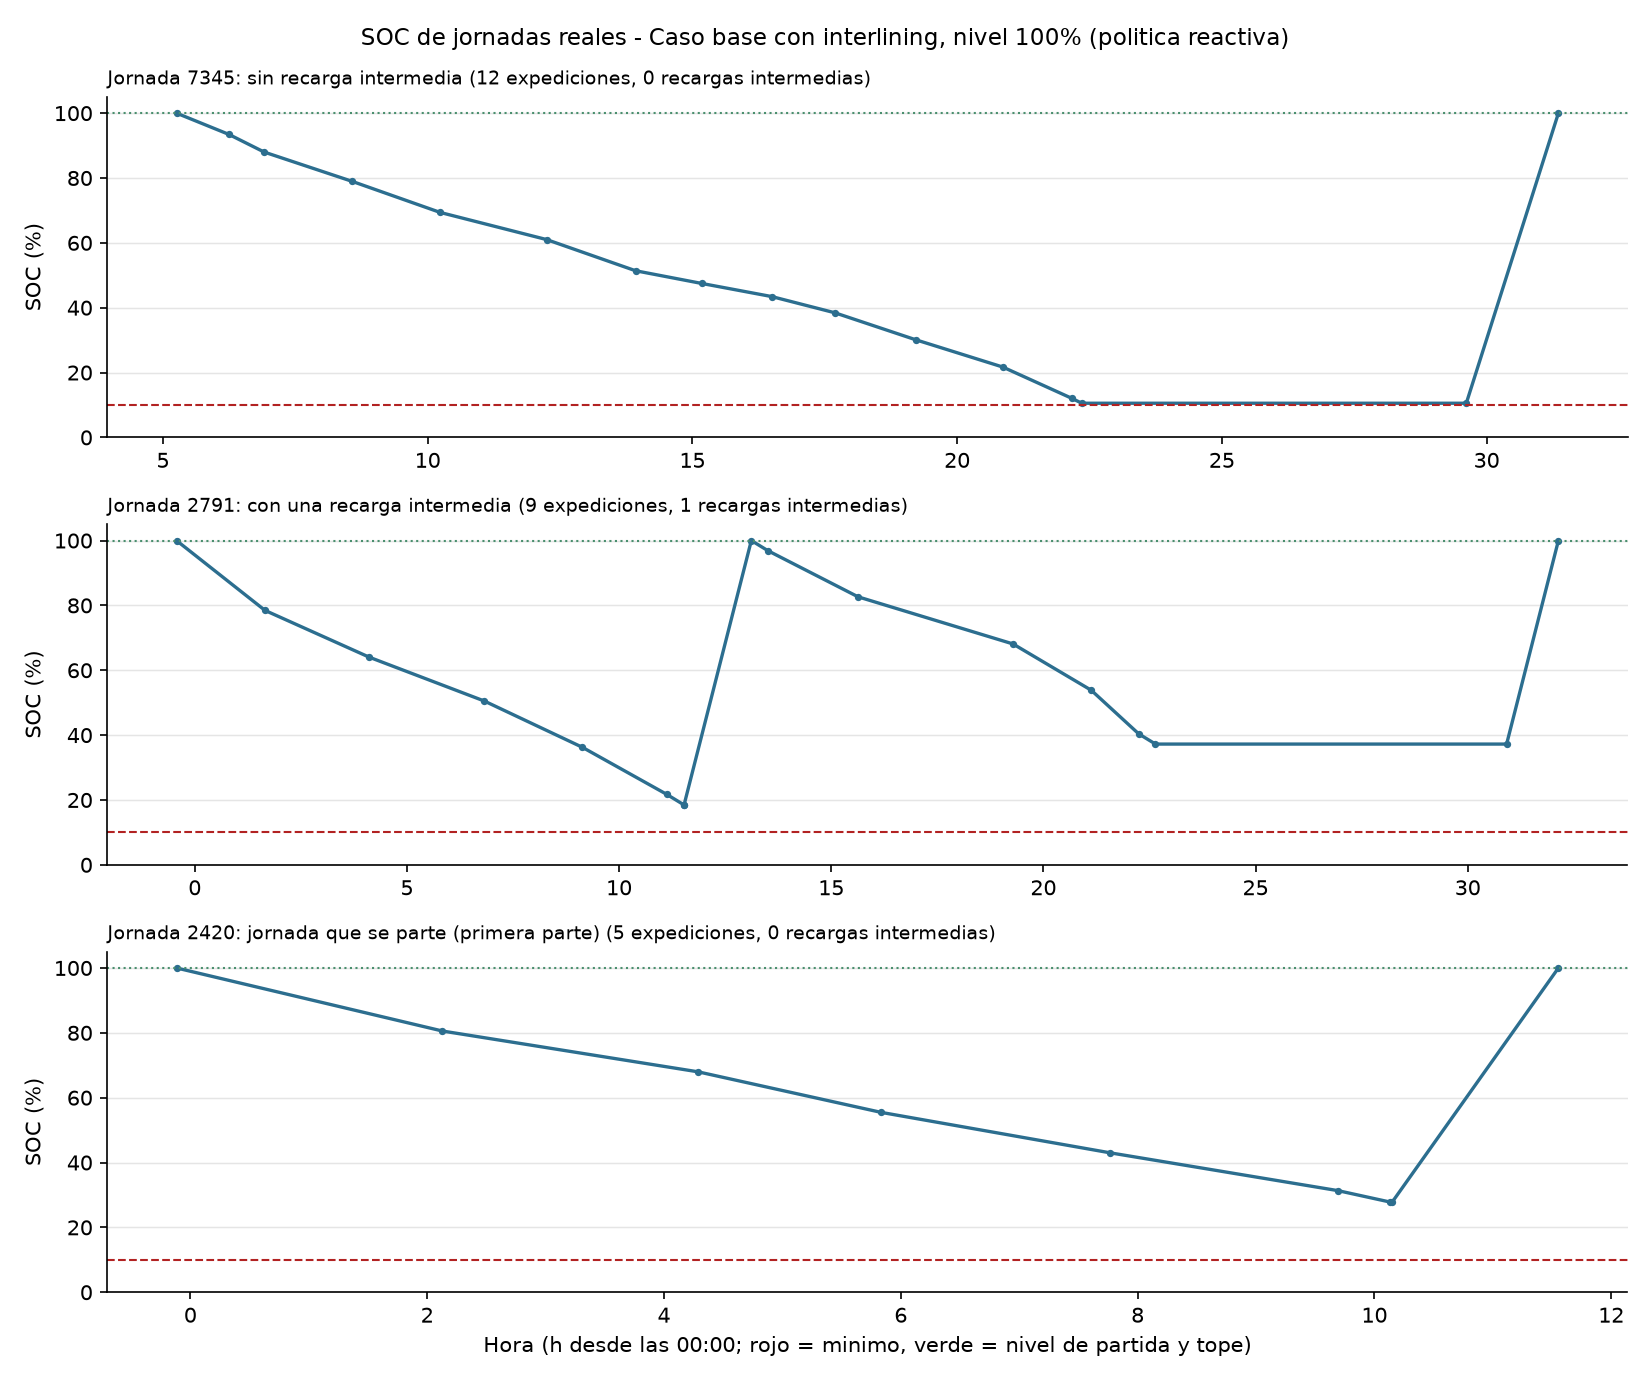 SOC de jornadas reales - Caso base con interlining, nivel 100% (politica reactiva)
Jornada 7345: sin recarga intermedia (12 expediciones, 0 recargas intermedias)
100
80
60
40
20
0
SOC (%)
5 10 15 20 25 30
Jornada 2791: con una recarga intermedia (9 expediciones, 1 recargas intermedias)
100
80
60
40
20
0
SOC (%)
0 5 10 15 20 25 30
Jornada 2420: jornada que se parte (primera parte) (5 expediciones, 0 recargas intermedias)
100
80
60
40
20
0
SOC (%)
0 2 4 6 8 10 12
Hora (h desde las 00:00; rojo = minimo, verde = nivel de partida y tope)